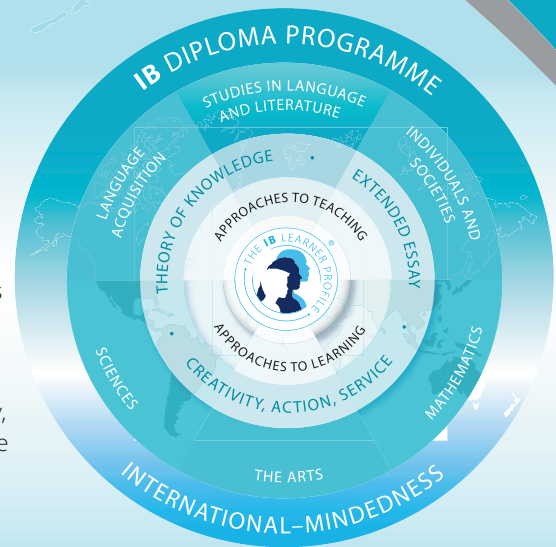 IB DIPLOMA PROGRAMME
STUDIES IN LANGUAGE
AND LITERATURE
LANGUAGE
ACQUISITION
INDIVIDUALS AND
SOCIETIES
THEORY OF KNOWLEDGE
EXTENDED ESSAY
APPROACHES TO TEACHING
THE IB LEARNER PROFILE
®
APPROACHES TO LEARNING
CREATIVITY, ACTION, SERVICE
SCIENCES
MATHEMATICS
THE ARTS
INTERNATIONAL–MINDEDNESS